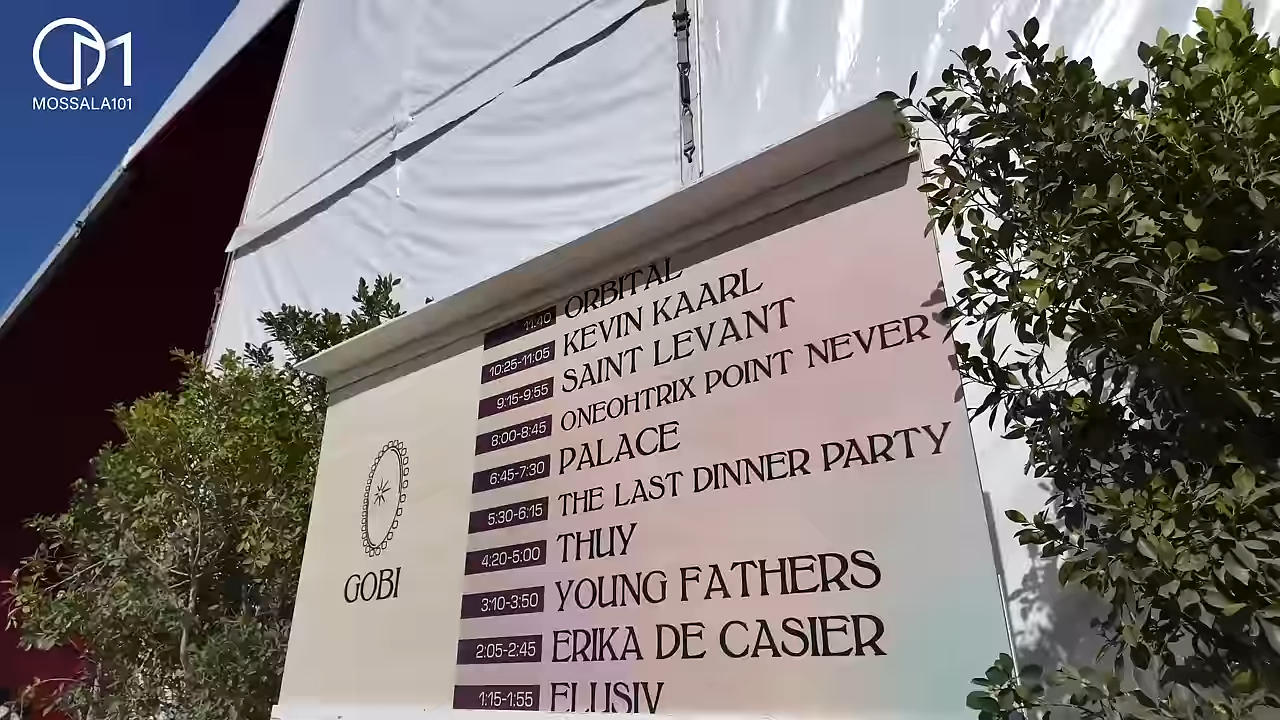 MOSSALA101
GOBI
11:40 ORBITAL
10:25-11:05 KEVIN KAARL
9:15-9:55 SAINT LEVANT
8:00-8:45 ONEOHTRIX POINT NEVER
6:45-7:30 PALACE
5:30-6:15 THE LAST DINNER PARTY
4:20-5:00 THUY
3:10-3:50 YOUNG FATHERS
2:05-2:45 ERIKA DE CASIER
1:15-1:55 ELUSIV